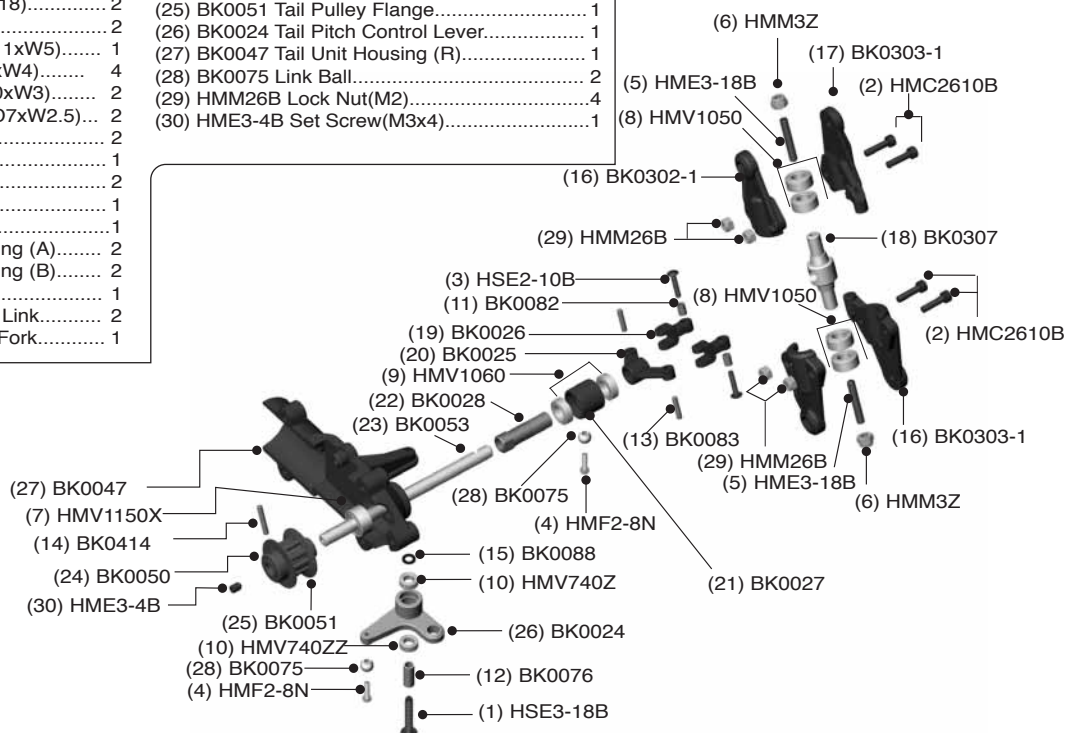 18)........................ 2
............................ 2
1xW5)....... 1
xW4)........ 4
0xW3)....... 2
D7xW2.5)... 2
............................ 2
............................ 1
............................ 2
............................ 1
............................ 1
ing (A)........ 2
ing (B)........ 2
............................ 1
Link........... 2
Fork............ 1
(25) BK0051 Tail Pulley Flange............................ 1
(26) BK0024 Tail Pitch Control Lever................... 1
(27) BK0047 Tail Unit Housing (R)....................... 1
(28) BK0075 Link Ball.......................................... 2
(29) HMM26B Lock Nut(M2)...............................4
(30) HME3-4B Set Screw(M3x4)..........................1
(6) HMM3Z
(17) BK0303-1
(5) HME3-18B
(2) HMC2610B
(8) HMV1050
(16) BK0302-1
(29) HMM26B
(18) BK0307
(3) HSE2-10B
(8) HMV1050
(11) BK0082
(2) HMC2610B
(19) BK0026
(20) BK0025
(9) HMV1060
(22) BK0028
(23) BK0053
(13) BK0083
(16) BK0303-1
(29) HMM26B
(5) HME3-18B
(6) HMM3Z
(27) BK0047
(28) BK0075
(7) HMV1150X
(4) HMF2-8N
(14) BK0414
(15) BK0088
(24) BK0050
(10) HMV740Z
(21) BK0027
(30) HME3-4B
(25) BK0051
(26) BK0024
(10) HMV740ZZ
(28) BK0075
(12) BK0076
(4) HMF2-8N
(1) HSE3-18B